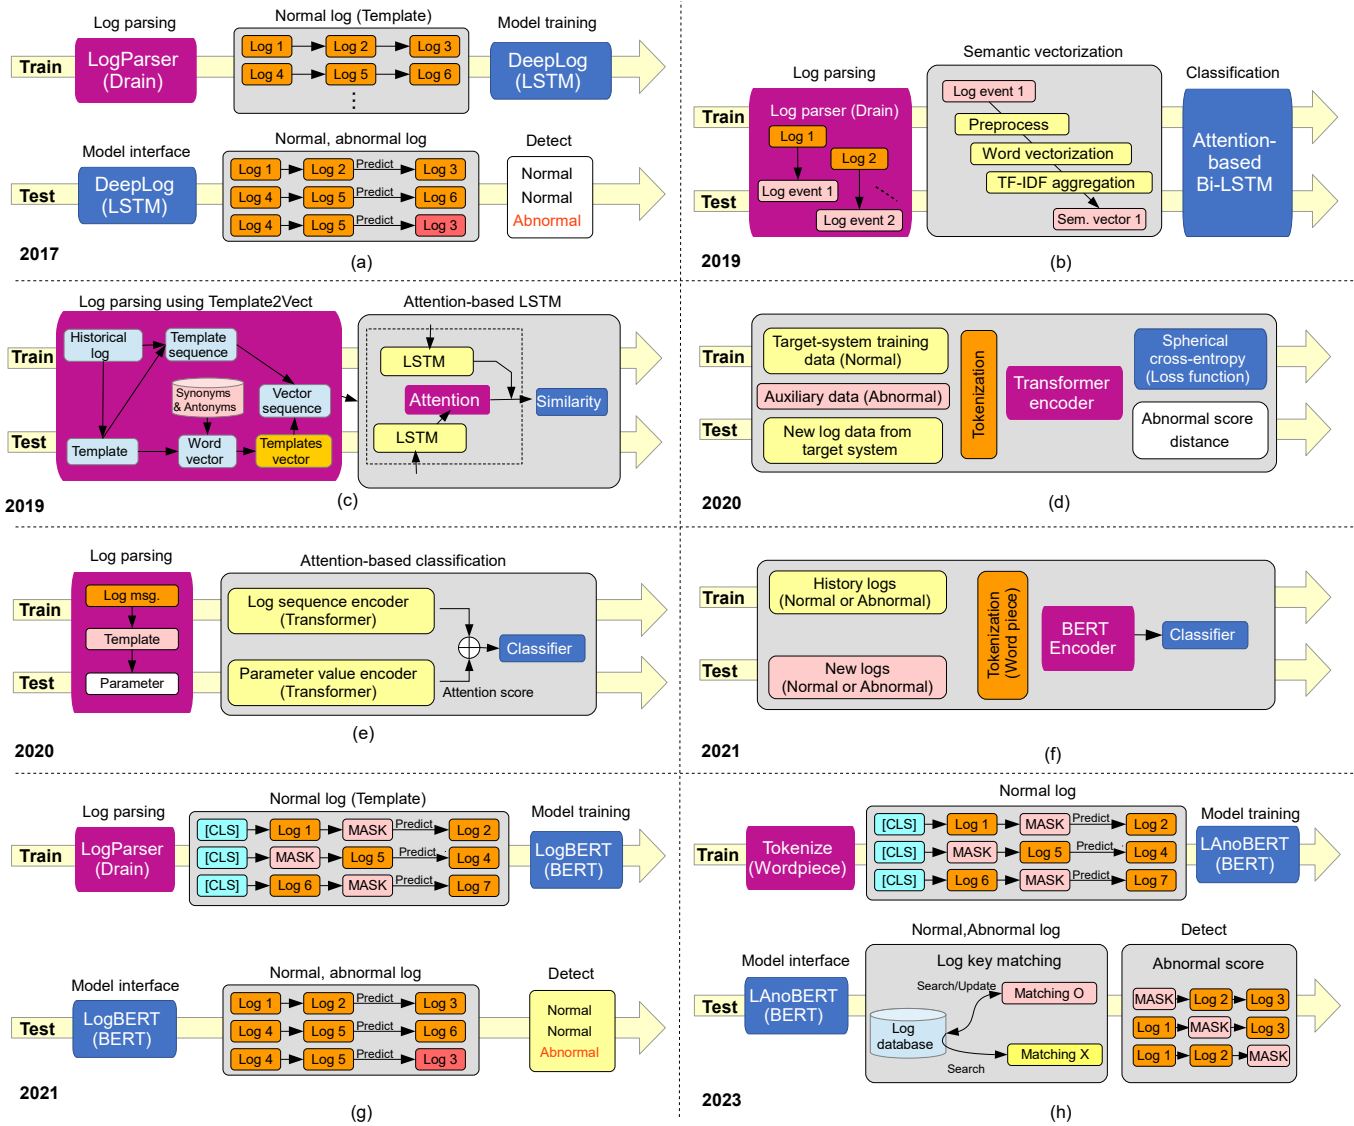 Log parsing
Normal log (Template)
Model training
Train
LogParser
(Drain)
Log 1
Log 2
Log 3
Log 4
Log 5
Log 6
DeepLog
(LSTM)
Model interface
Normal, abnormal log
Detect
Test
DeepLog
(LSTM)
Log 1
Log 2
Predict
Log 3
Log 4
Log 5
Predict
Log 6
Log 4
Log 5
Predict
Log 3
Normal
Normal
Abnormal
2017
(a)
Semantic vectorization
Log parsing
Classification
Train
Test
Log parser (Drain)
Log 1
Log 2
Log event 1
Log event 2
Log event 1
Preprocess
Word vectorization
TF-IDF aggregation
Sem. vector 1
Attention-
based
Bi-LSTM
2019
(b)
Log parsing using Template2Vect
Attention-based LSTM
Train
Test
Historical
log
Template
sequence
Synonyms
& Antonyms
Vector
sequence
Template
Word
vector
Templates
vector
LSTM
Attention
LSTM
Similarity
2019
(c)
Train
Test
Target-system training
data (Normal)
Auxiliary data (Abnormal)
New log data from
target system
Tokenization
Transformer
encoder
Spherical
cross-entropy
(Loss function)
Abnormal score
distance
2020
(d)
Log parsing
Attention-based classification
Train
Test
Log msg.
Template
Parameter
Log sequence encoder
(Transformer)
Parameter value encoder
(Transformer)
Attention score
Classifier
2020
(e)
Train
Test
History logs
(Normal or Abnormal)
New logs
(Normal or Abnormal)
Tokenization
(Word piece)
BERT
Encoder
Classifier
2021
(f)
Log parsing
Normal log (Template)
Model training
Train
LogParser
(Drain)
[CLS]
Log 1
MASK
Predict
Log 2
[CLS]
MASK
Log 5
Predict
Log 4
[CLS]
Log 6
MASK
Predict
Log 7
LogBERT
(BERT)
Model interface
Normal, abnormal log
Detect
Test
LogBERT
(BERT)
Log 1
Log 2
Predict
Log 3
Log 4
Log 5
Predict
Log 6
Log 4
Log 5
Predict
Log 3
Normal
Normal
Abnormal
2021
(g)
Normal log
Model training
Train
Tokenize
(Wordpiece)
[CLS]
Log 1
MASK
Predict
Log 2
[CLS]
MASK
Log 5
Predict
Log 4
[CLS]
Log 6
MASK
Predict
Log 7
LAnoBERT
(BERT)
Model interface
Normal,Abnormal log
Detect
Test
LAnoBERT
(BERT)
Log key matching
Search/Update
Matching O
Log
database
Matching X
Search
Abnormal score
MASK
Log 2
Log 3
Log 1
MASK
Log 3
Log 1
Log 2
MASK
2023
(h)